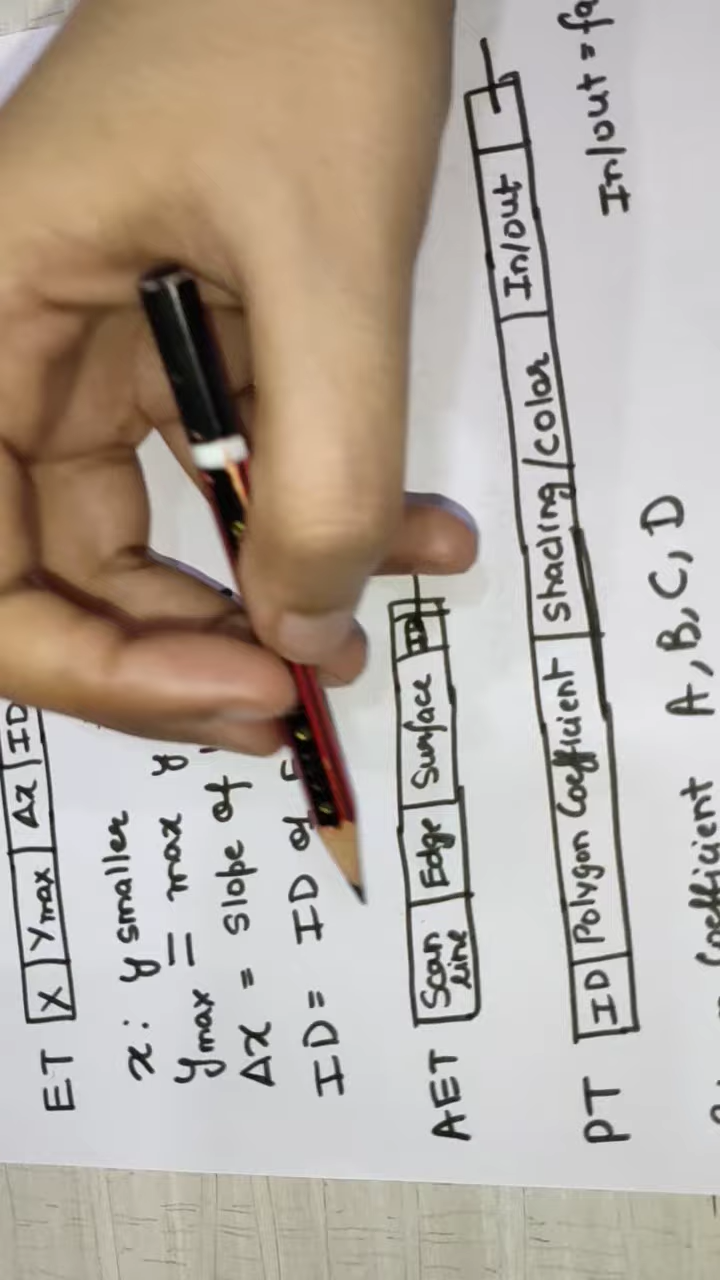 ET X Ymax Δx ID
x: y smaller
ymax = max y
Δx = slope of
ID = ID of
AET Scan line Edge Surface ID
PT ID Polygon Coefficient shading/color In/out
Coefficient A, B, C, D
In/out =